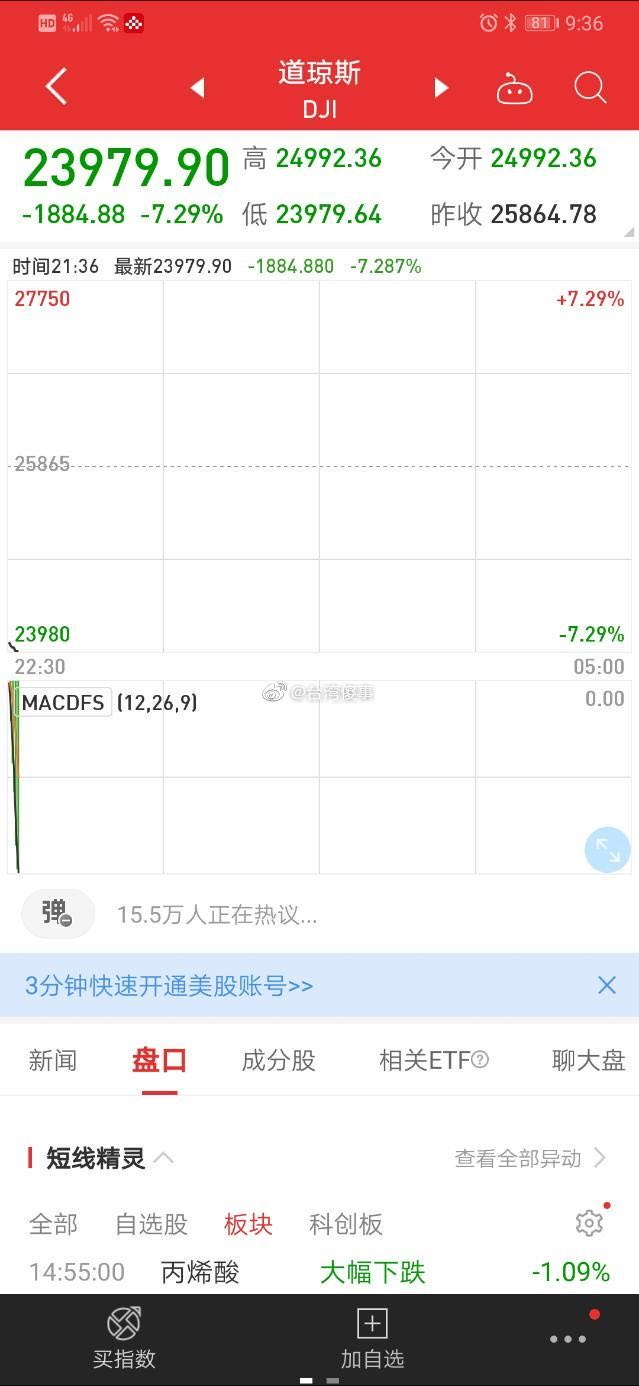 HD 4G 81 9:36
道琼斯
DJI
23979.90 高 24992.36 今开 24992.36
-1884.88 -7.29% 低 23979.64 昨收 25864.78
时间21:36 最新23979.90 -1884.880 -7.287%
27750 +7.29%
25865
23980 -7.29%
22:30 05:00
MACDFS (12,26,9) @台湾傻事 0.00
弹 15.5万人正在热议...
3分钟快速开通美股账号>>
新闻 盘口 成分股 相关ETF? 聊大盘
短线精灵 查看全部异动
全部 自选股 板块 科创板
14:55:00 丙烯酸 大幅下跌 -1.09%
买指数 加自选